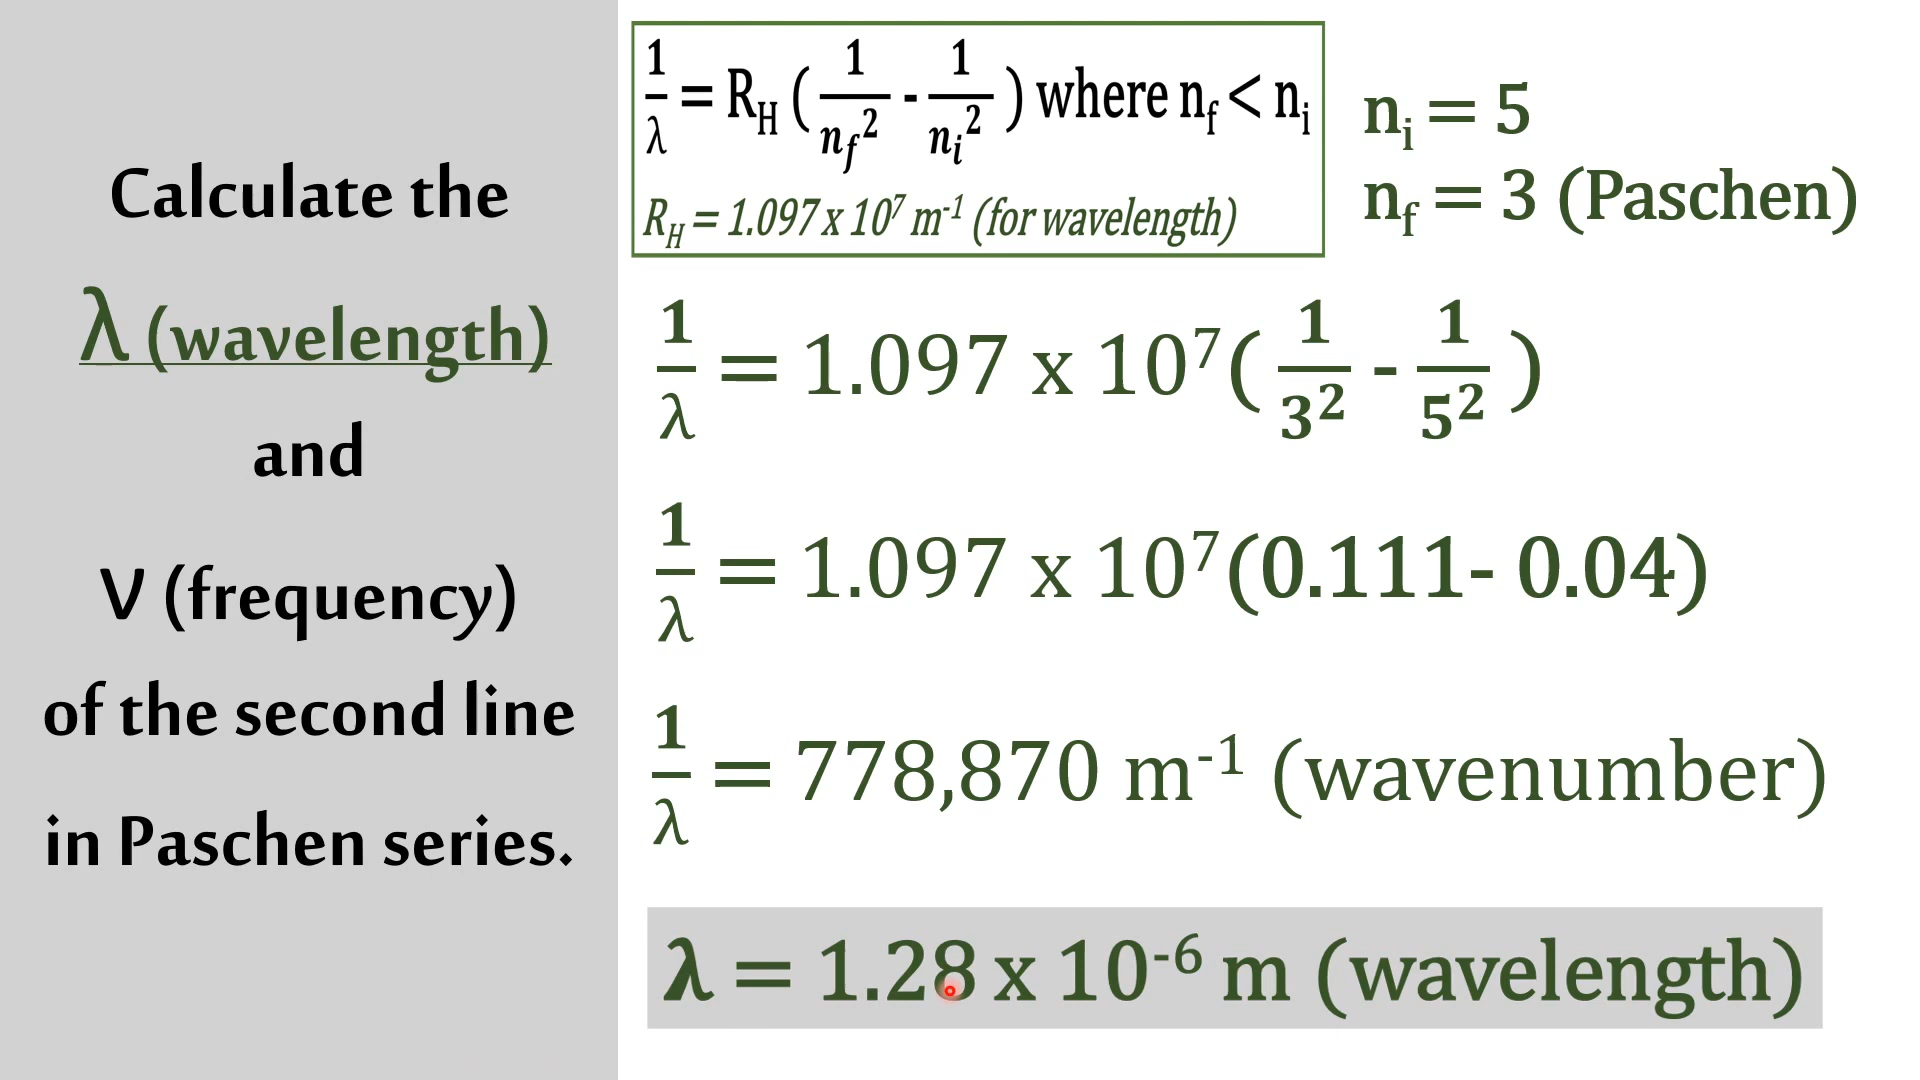 Calculate the
λ (wavelength)
and
ν (frequency)
of the second line
in Paschen series.
1/λ = R_H (1/n_f² - 1/n_i²) where n_f < n_i
R_H = 1.097 x 10⁷ m⁻¹ (for wavelength)
n_i = 5
n_f = 3 (Paschen)
1/λ = 1.097 x 10⁷(1/3² - 1/5²)
1/λ = 1.097 x 10⁷(0.111- 0.04)
1/λ = 778,870 m⁻¹ (wavenumber)
λ = 1.28 x 10⁻⁶ m (wavelength)